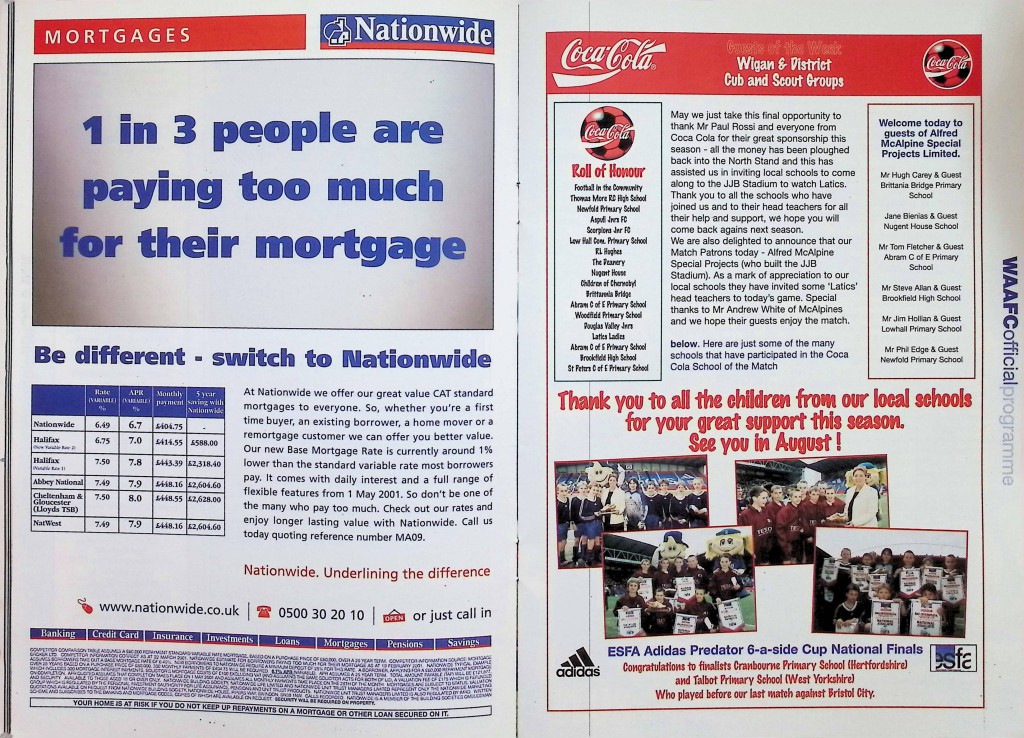 MORTGAGES
Nationwide
1 in 3 people are
paying too much
for their mortgage
Be different - switch to Nationwide
Rate (VARIABLE) % APR (VARIABLE) % Monthly payment 5 year saving with Nationwide
Nationwide 6.49 6.7 £404.75 -
Halifax (New Variable Rate 2) 6.75 7.0 £414.55 £588.00
Halifax (Variable Rate 1) 7.50 7.8 £443.39 £2,318.40
Abbey National 7.49 7.9 £448.16 £2,604.60
Cheltenham & Gloucester (Lloyds TSB) 7.50 8.0 £448.55 £2,628.00
NatWest 7.49 7.9 £448.16 £2,604.60
At Nationwide we offer our great value CAT standard
mortgages to everyone. So, whether you're a first
time buyer, an existing borrower, a home mover or a
remortgage customer we can offer you better value.
Our new Base Mortgage Rate is currently around 1%
lower than the standard variable rate most borrowers
pay. It comes with daily interest and a full range of
flexible features from 1 May 2001. So don't be one of
the many who pay too much. Check out our rates and
enjoy longer lasting value with Nationwide. Call us
today quoting reference number MA09.
Nationwide. Underlining the difference
www.nationwide.co.uk 0500 30 20 10 OPEN or just call in
Banking Credit Card Insurance Investments Loans Mortgages Pensions Savings
YOUR HOME IS AT RISK IF YOU DO NOT KEEP UP REPAYMENTS ON A MORTGAGE OR OTHER LOAN SECURED ON IT.
Coca-Cola
Guests of the Week
Wigan & District
Cub and Scout Groups
Coca-Cola
Coca-Cola
Roll of Honour
Football in the Community
Thomas More RC High School
Newfold Primary School
Aspull Jnrs FC
Scorpions Jnr FC
Low Hall Com. Primary School
RL Hughes
The Deanery
Nugent House
Children of Chernobyl
Brittannia Bridge
Abram C of E Primary School
Woodfield Primary School
Douglas Valley Jnrs
Latics Ladies
Abram C of E Primary School
Brookfield High School
St Peters C of E Primary School
May we just take this final opportunity to
thank Mr Paul Rossi and everyone from
Coca Cola for their great sponsorship this
season - all the money has been ploughed
back into the North Stand and this has
assisted us in inviting local schools to come
along to the JJB Stadium to watch Latics.
Thank you to all the schools who have
joined us and to their head teachers for all
their help and support, we hope you will
come back agains next season.
We are also delighted to announce that our
Match Patrons today - Alfred McAlpine
Special Projects (who built the JJB
Stadium). As a mark of appreciation to our
local schools they have invited some 'Latics'
head teachers to today's game. Special
thanks to Mr Andrew White of McAlpines
and we hope their guests enjoy the match.
below. Here are just some of the many
schools that have participated in the Coca
Cola School of the Match
Welcome today to
guests of Alfred
McAlpine Special
Projects Limited.
Mr Hugh Carey & Guest
Brittania Bridge Primary
School
Jane Bienias & Guest
Nugent House School
Mr Tom Fletcher & Guest
Abram C of E Primary
School
Mr Steve Allan & Guest
Brookfield High School
Mr Jim Hollian & Guest
Lowhall Primary School
Mr Phil Edge & Guest
Newfold Primary School
WAAFCofficialprogramme
Thank you to all the children from our local schools
for your great support this season.
See you in August !
adidas
ESFA Adidas Predator 6-a-side Cup National Finals
esfa
Congratulations to finalists Cranbourne Primary School (Hertfordshire)
and Talbot Primary School (West Yorkshire)
Who played before our last match against Bristol City.